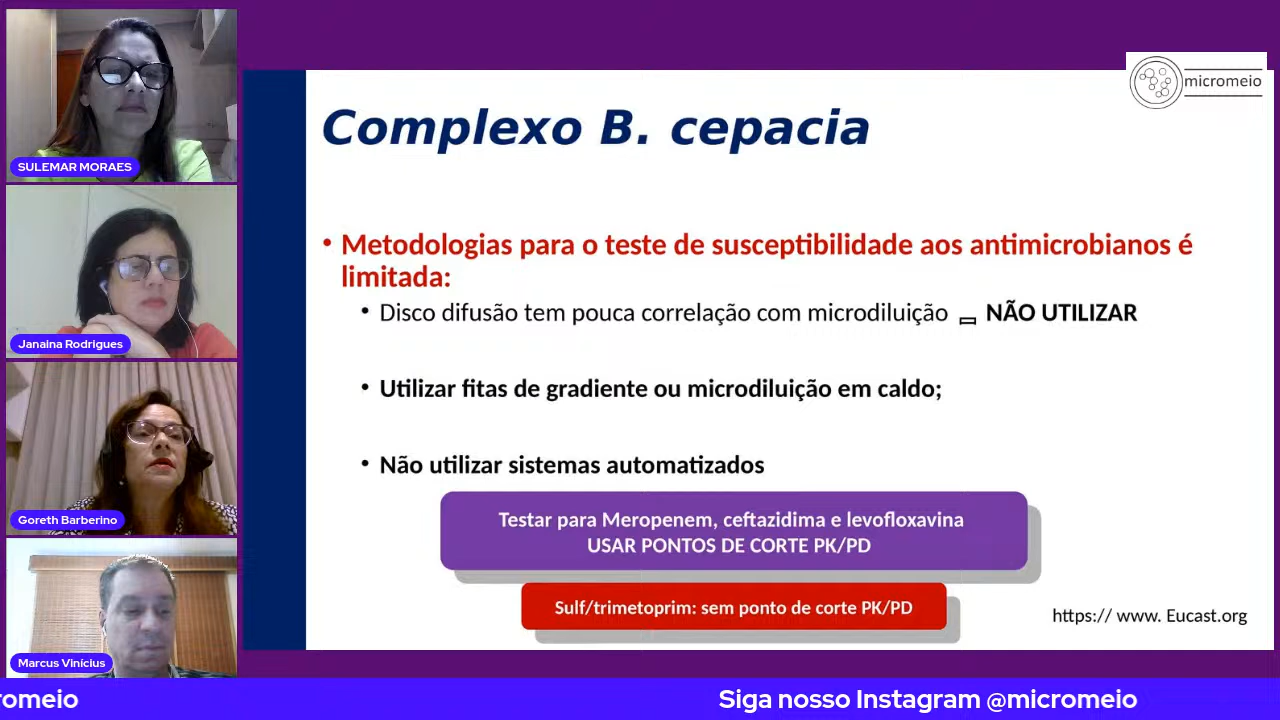 SULEMAR MORAES
Janaina Rodrigues
Goreth Barberino
Marcus Vinícius
micromeio
Complexo B. cepacia
• Metodologias para o teste de susceptibilidade aos antimicrobianos é
limitada:
• Disco difusão tem pouca correlação com microdiluição NÃO UTILIZAR
• Utilizar fitas de gradiente ou microdiluição em caldo;
• Não utilizar sistemas automatizados
Testar para Meropenem, ceftazidima e levofloxavina
USAR PONTOS DE CORTE PK/PD
Sulf/trimetoprim: sem ponto de corte PK/PD
https:// www. Eucast.org
romeio
Siga nosso Instagram @micromeio